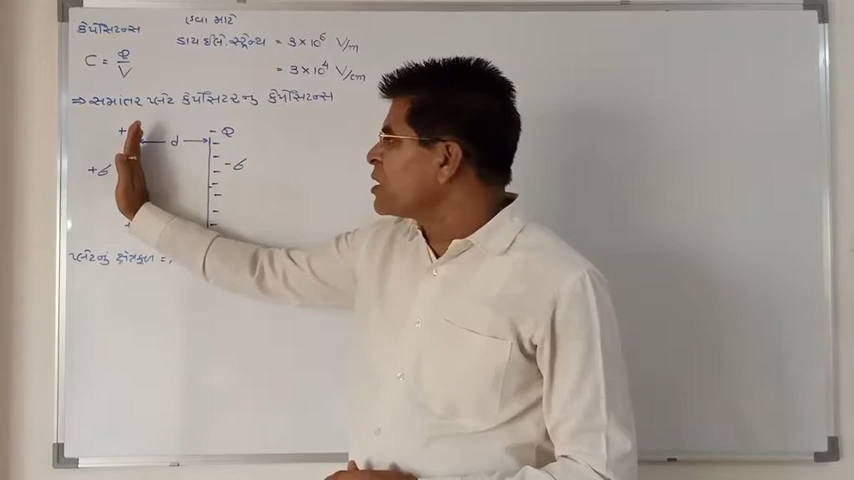 કેપેસિટન્સ
હવા માટે
C = Q/V
ડાયઈલે. સ્ટ્રેન્થ = 3 × 10⁶ V/m
= 3 × 10⁴ V/cm
⇒ સમાંતર પ્લેટ કેપેસિટરનુ કેપેસિટન્સ
+ - Q
d
+σ - σ
પ્લેટનું ક્ષેત્રફળ =